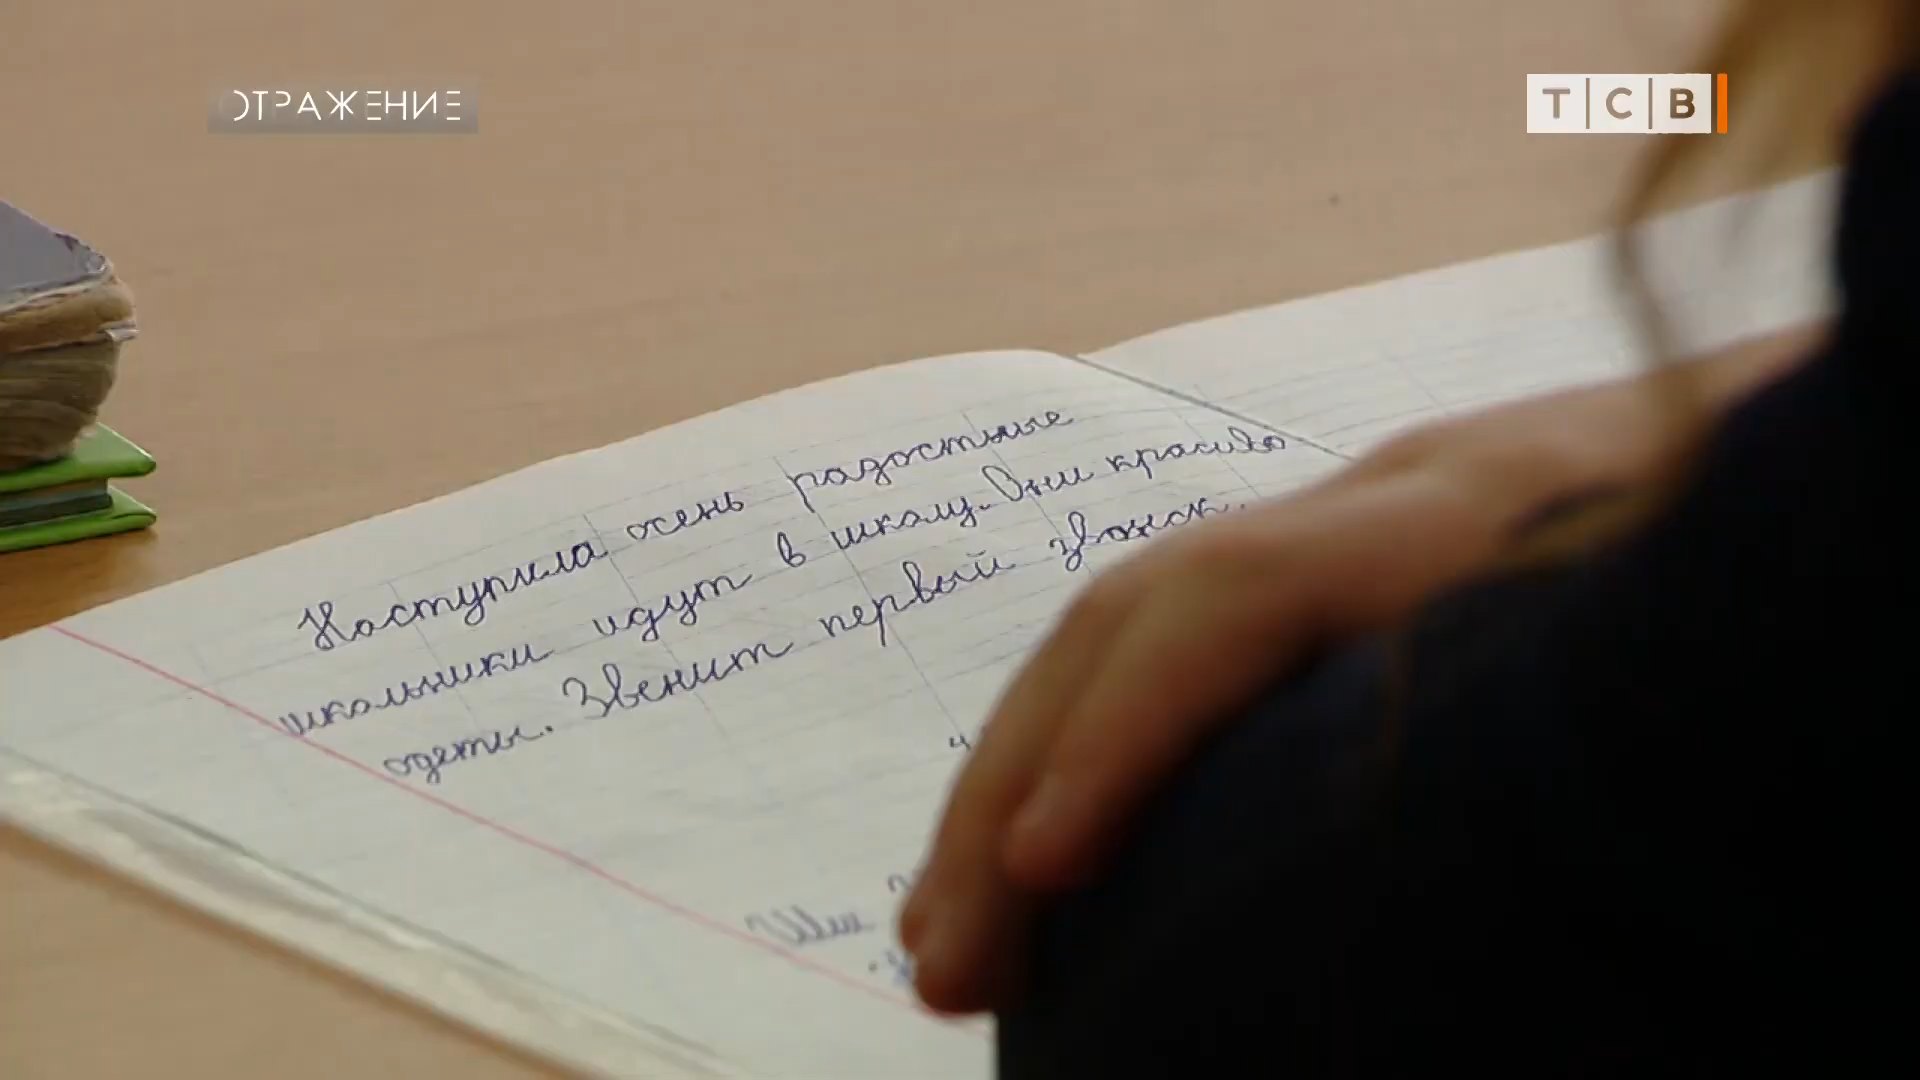 ОТРАЖЕНИЕ
ТСВ
Наступила осень радостные
школьники идут в школу. Они красиво
одеты. Звенит первый звонок.